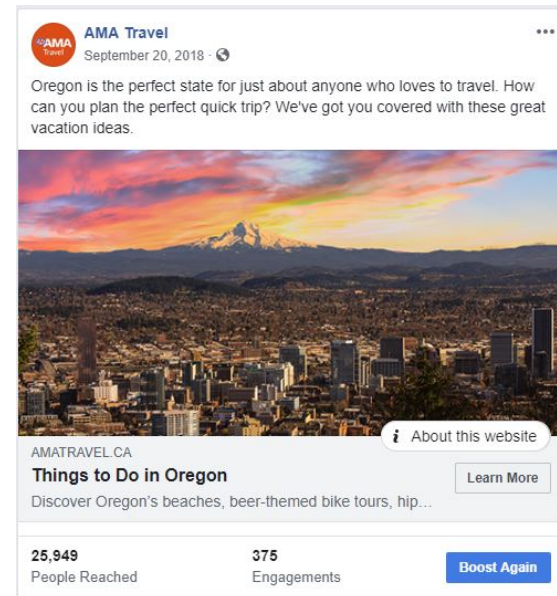 AMA Travel
AMA
Travel
September 20, 2018 ·
Oregon is the perfect state for just about anyone who loves to travel. How
can you plan the perfect quick trip? We've got you covered with these great
vacation ideas.
i About this website
AMATRAVEL.CA
Things to Do in Oregon
Learn More
Discover Oregon's beaches, beer-themed bike tours, hip…
25,949
375
People Reached
Engagements
Boost Again